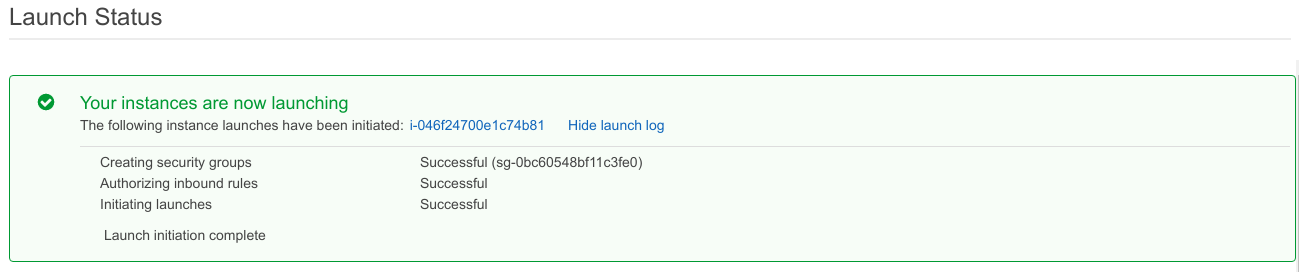 Launch Status
Your instances are now launching
The following instance launches have been initiated: i-046f24700e1c74b81 Hide launch log
Creating security groups Successful (sg-0bc60548bf11c3fe0)
Authorizing inbound rules Successful
Initiating launches Successful
Launch initiation complete